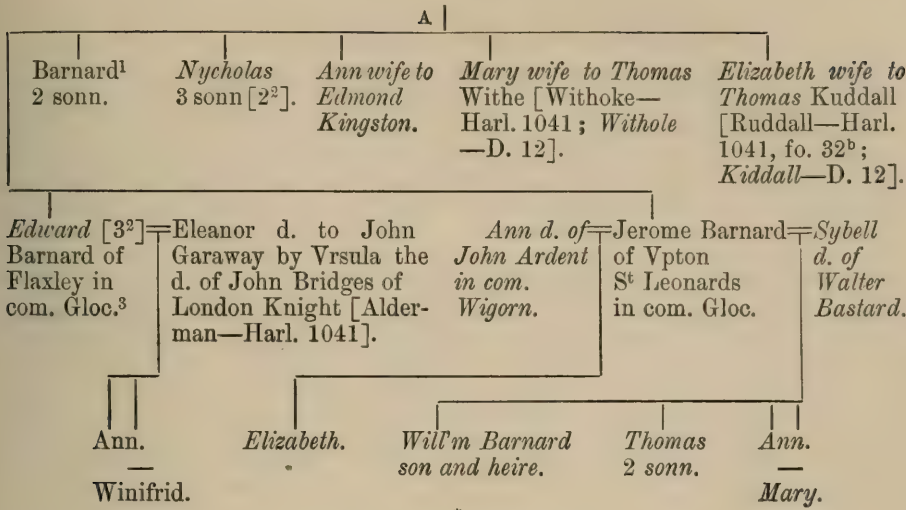 A
Barnard¹
2 sonn.
Nycholas
3 sonn [2²].
Ann wife to
Edmond
Kingston.
Mary wife to Thomas
Withe [Withoke—
Harl. 1041 ; Withole
—D. 12].
Elizabeth wife to
Thomas Kuddall
[Ruddall—Harl.
1041, fo. 32ᵇ ;
Kiddall—D. 12].
Edward [3²]
Barnard of
Flaxley in
com. Gloc.³
Eleanor d. to John
Garaway by Vrsula the
d. of John Bridges of
London Knight [Alder-
man—Harl. 1041].
Ann d. of
John Ardent
in com.
Wigorn.
Jerome Barnard
of Vpton
Sᵗ Leonards
in com. Gloc.
Sybell
d. of
Walter
Bastard.
Ann.
—
Winifrid.
Elizabeth.
Will'm Barnard
son and heire.
Thomas
2 sonn.
Ann.
—
Mary.